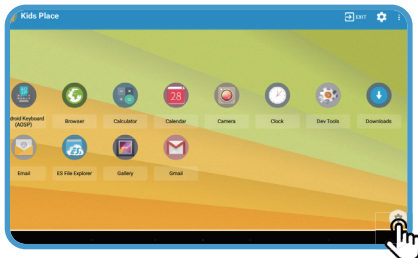 Kids Place EXIT
droid Keyboard Browser Calculator Calendar Camera Clock Dev Tools Downloads
(AOSP)
28
Email ES File Explorer Gallery Gmail